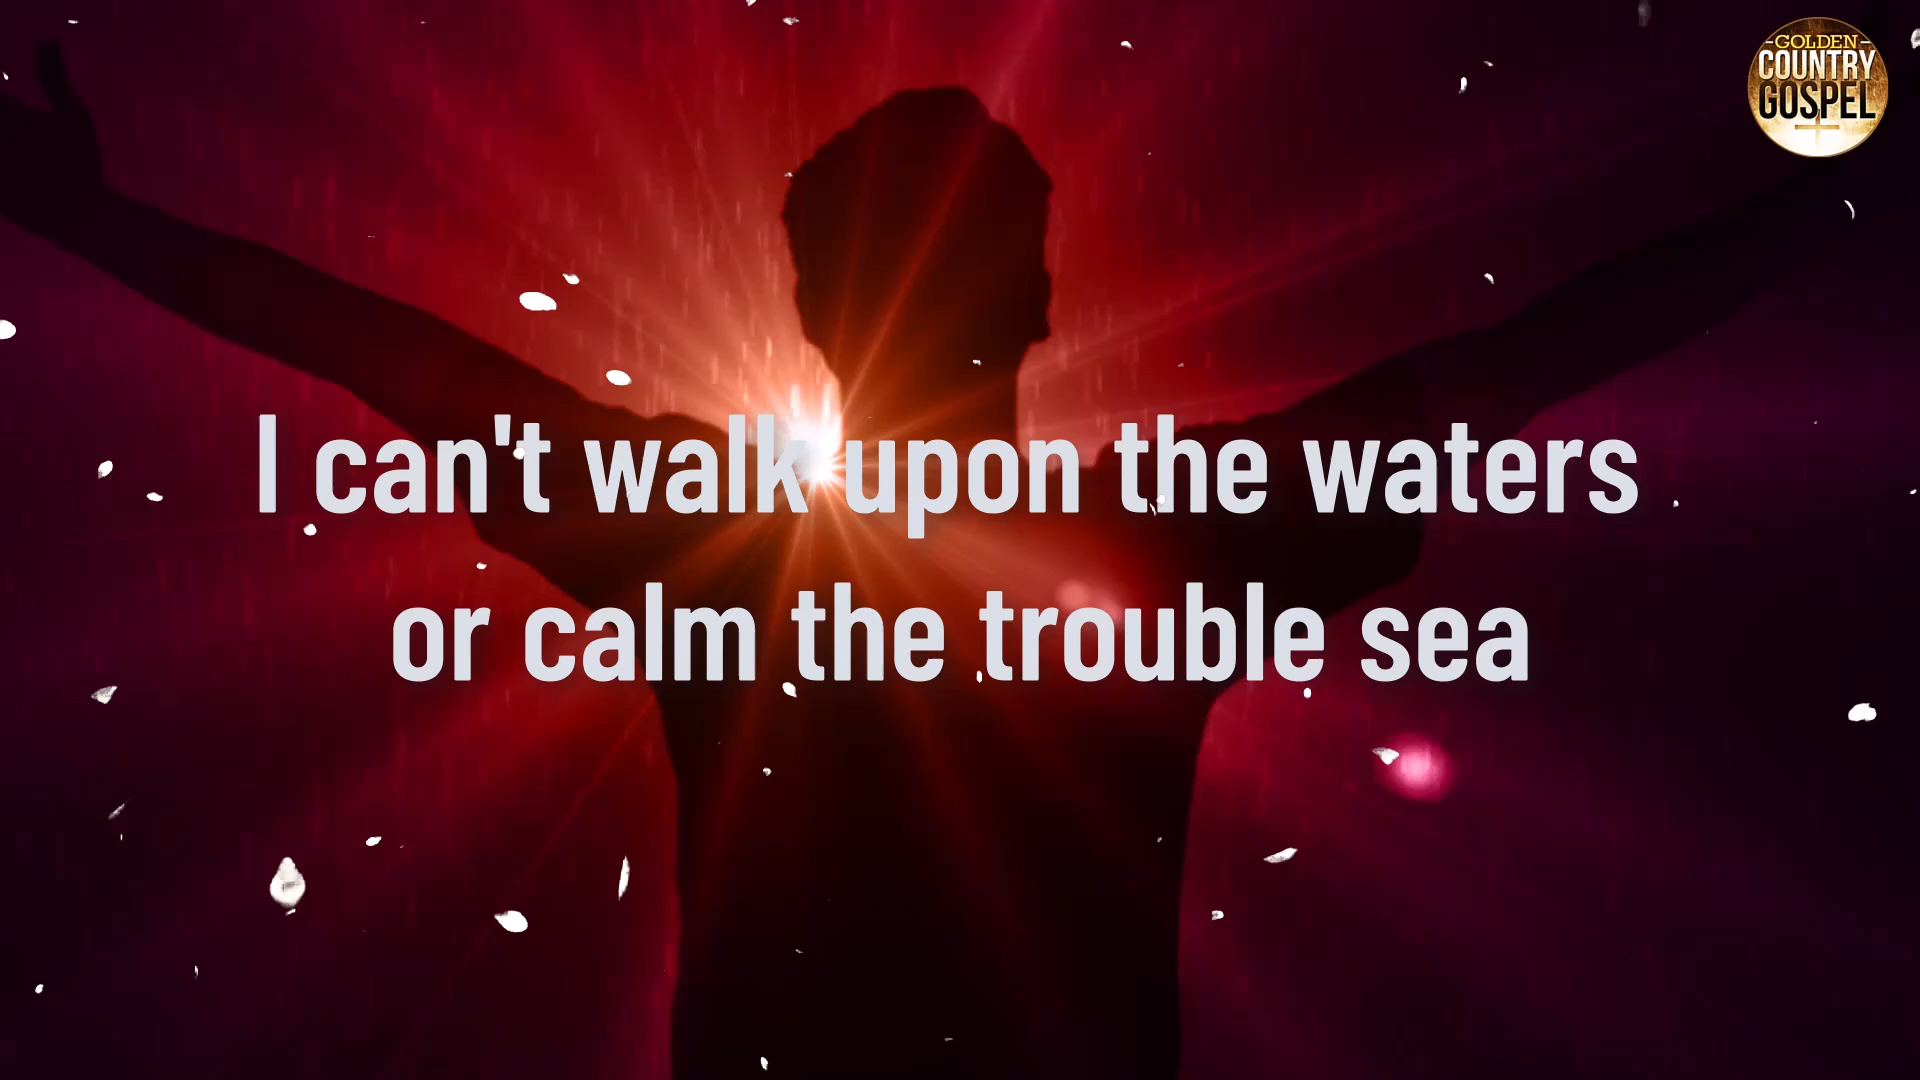 -GOLDEN-
COUNTRY
GOSPEL
I can't walk upon the waters
or calm the trouble sea